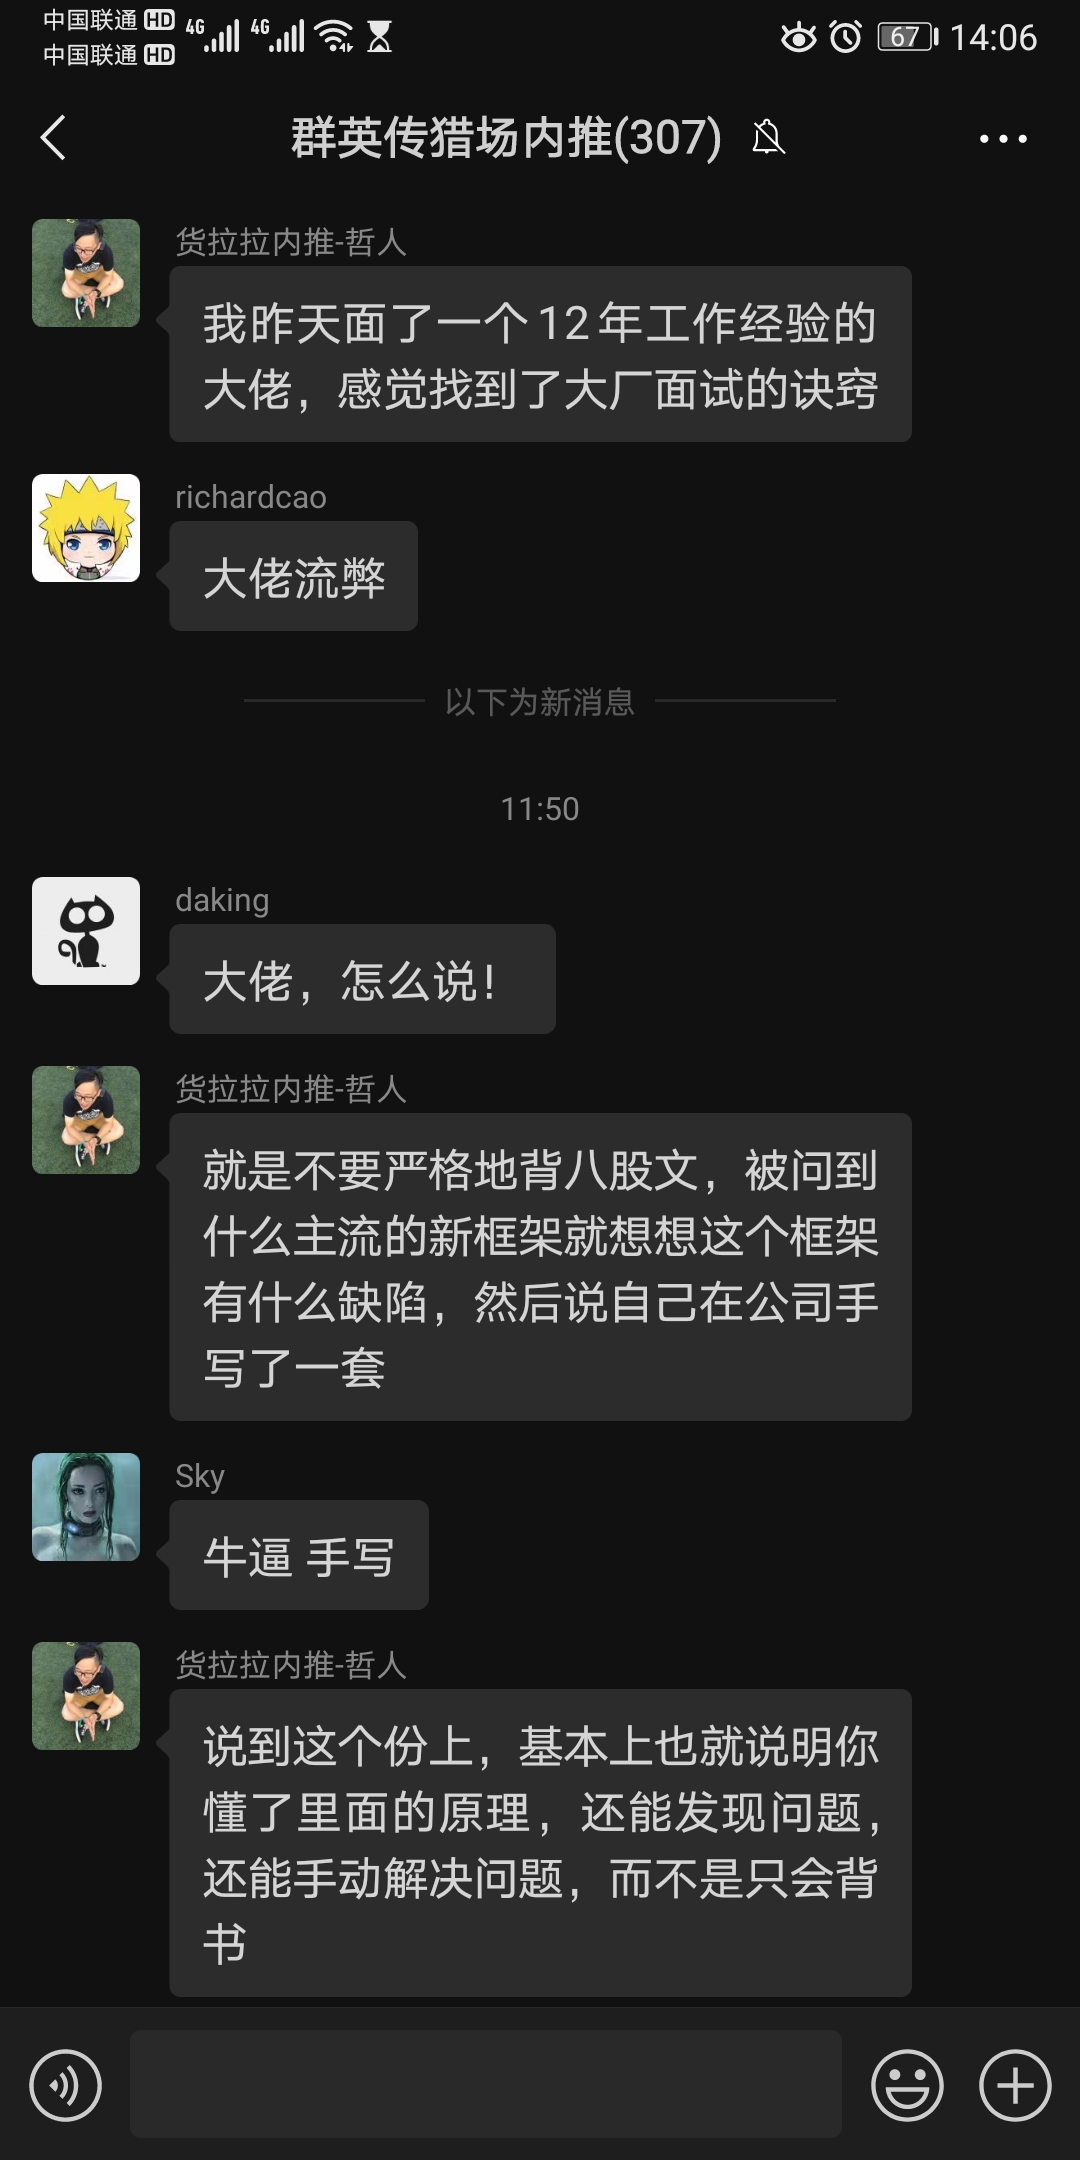 中国联通 HD 4G 4G 67 14:06
中国联通 HD
群英传猎场内推(307)
货拉拉内推-哲人
我昨天面了一个12年工作经验的
大佬，感觉找到了大厂面试的诀窍
richardcao
大佬流弊
以下为新消息
11:50
daking
大佬，怎么说！
货拉拉内推-哲人
就是不要严格地背八股文，被问到
什么主流的新框架就想想这个框架
有什么缺陷，然后说自己在公司手
写了一套
Sky
牛逼 手写
货拉拉内推-哲人
说到这个份上，基本上也就说明你
懂了里面的原理，还能发现问题，
还能手动解决问题，而不是只会背
书